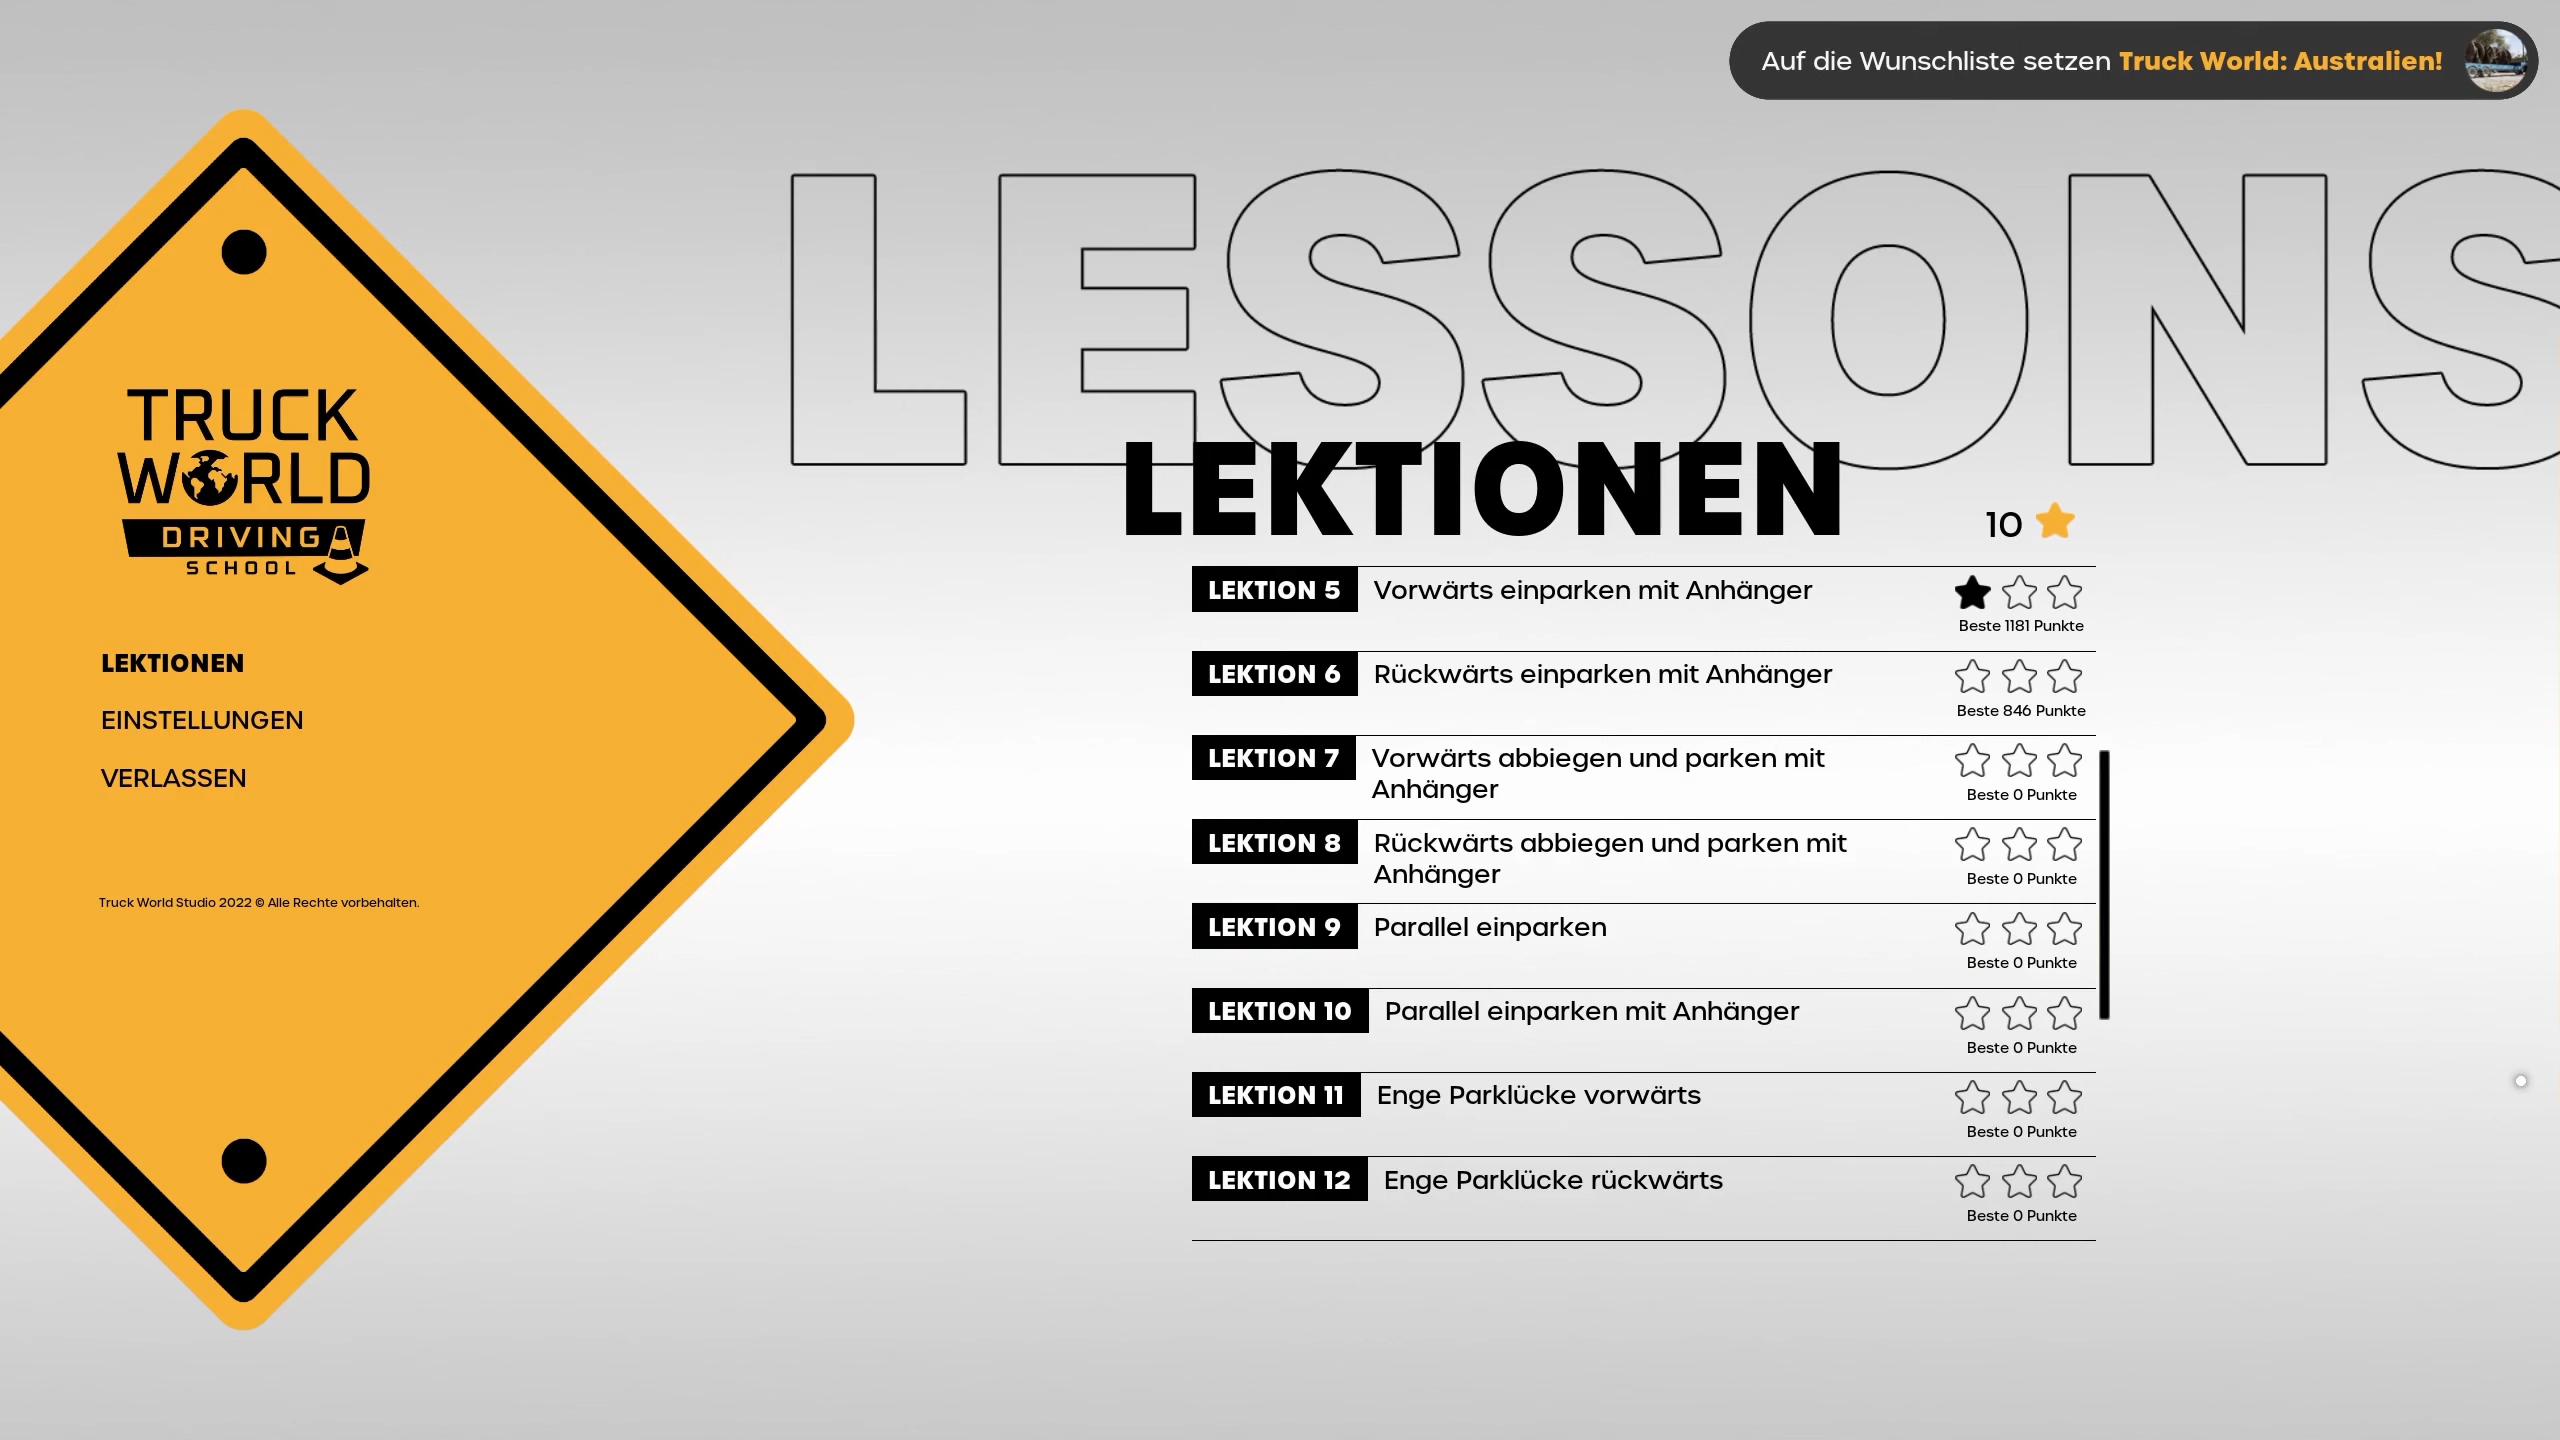 Auf die Wunschliste setzen Truck World: Australien!
LESSONS
TRUCK
WORLD
DRIVING
SCHOOL
LEKTIONEN
EINSTELLUNGEN
VERLASSEN
Truck World Studio 2022 © Alle Rechte vorbehalten.
LEKTIONEN
10
LEKTION 5 Vorwärts einparken mit Anhänger
Beste 1181 Punkte
LEKTION 6 Rückwärts einparken mit Anhänger
Beste 846 Punkte
LEKTION 7 Vorwärts abbiegen und parken mit
Anhänger
Beste 0 Punkte
LEKTION 8 Rückwärts abbiegen und parken mit
Anhänger
Beste 0 Punkte
LEKTION 9 Parallel einparken
Beste 0 Punkte
LEKTION 10 Parallel einparken mit Anhänger
Beste 0 Punkte
LEKTION 11 Enge Parklücke vorwärts
Beste 0 Punkte
LEKTION 12 Enge Parklücke rückwärts
Beste 0 Punkte